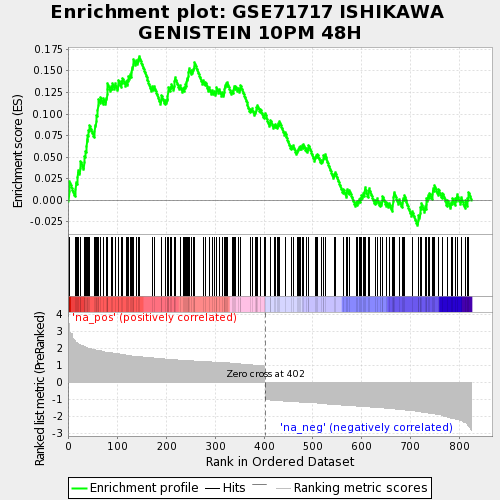 Enrichment plot: GSE71717 ISHIKAWA
GENISTEIN 10PM 48H
Enrichment score (ES)
0.175
0.150
0.125
0.100
0.075
0.050
0.025
0.000
-0.025
'na_pos' (positively correlated)
Ranked list metric (PreRanked)
4
3
2
1
0
-1
-2
-3
Zero cross at 402
'na_neg' (negatively correlated)
0 100 200 300 400 500 600 700 800
Rank in Ordered Dataset
Enrichment profile Hits Ranking metric scores